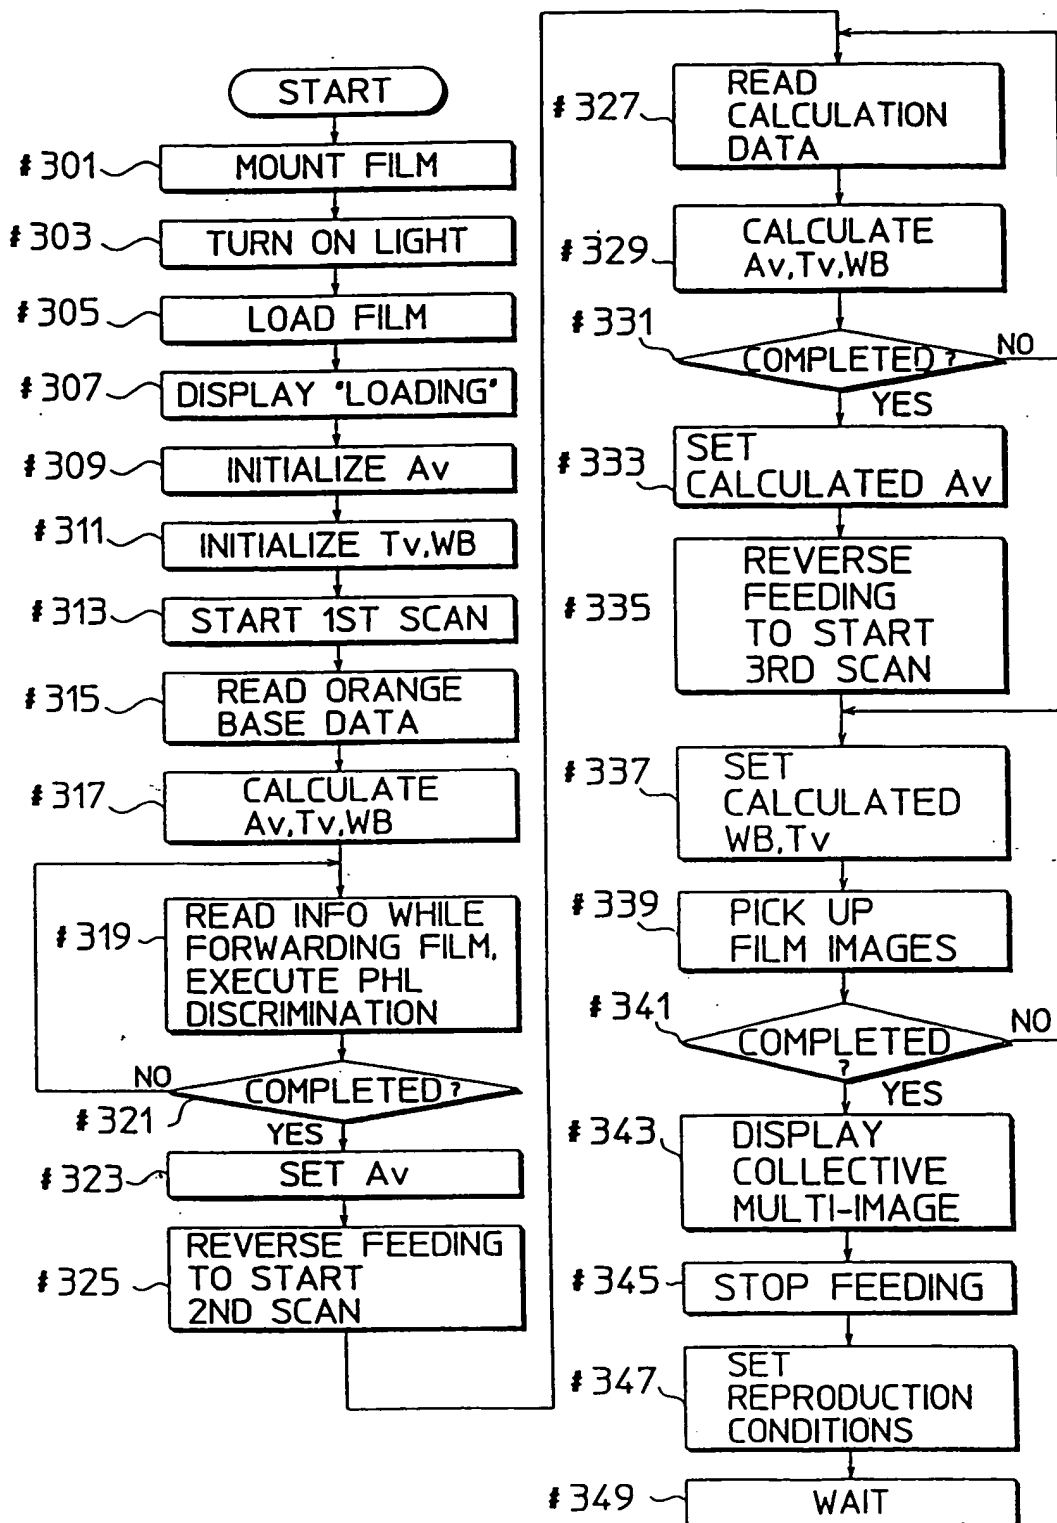 START
#301 MOUNT FILM
#303 TURN ON LIGHT
#305 LOAD FILM
#307 DISPLAY "LOADING"
#309 INITIALIZE Av
#311 INITIALIZE Tv,WB
#313 START 1ST SCAN
#315 READ ORANGE
BASE DATA
#317 CALCULATE
Av,Tv,WB
#319 READ INFO WHILE
FORWARDING FILM,
EXECUTE PHL
DISCRIMINATION
NO
#321 COMPLETED?
YES
#323 SET Av
#325 REVERSE FEEDING
TO START
2ND SCAN
#327 READ
CALCULATION
DATA
#329 CALCULATE
Av,Tv,WB
#331 COMPLETED?
NO
YES
#333 SET
CALCULATED Av
#335 REVERSE
FEEDING
TO START
3RD SCAN
#337 SET
CALCULATED
WB,Tv
#339 PICK UP
FILM IMAGES
#341 COMPLETED
?
NO
YES
#343 DISPLAY
COLLECTIVE
MULTI-IMAGE
#345 STOP FEEDING
#347 SET
REPRODUCTION
CONDITIONS
#349 WAIT